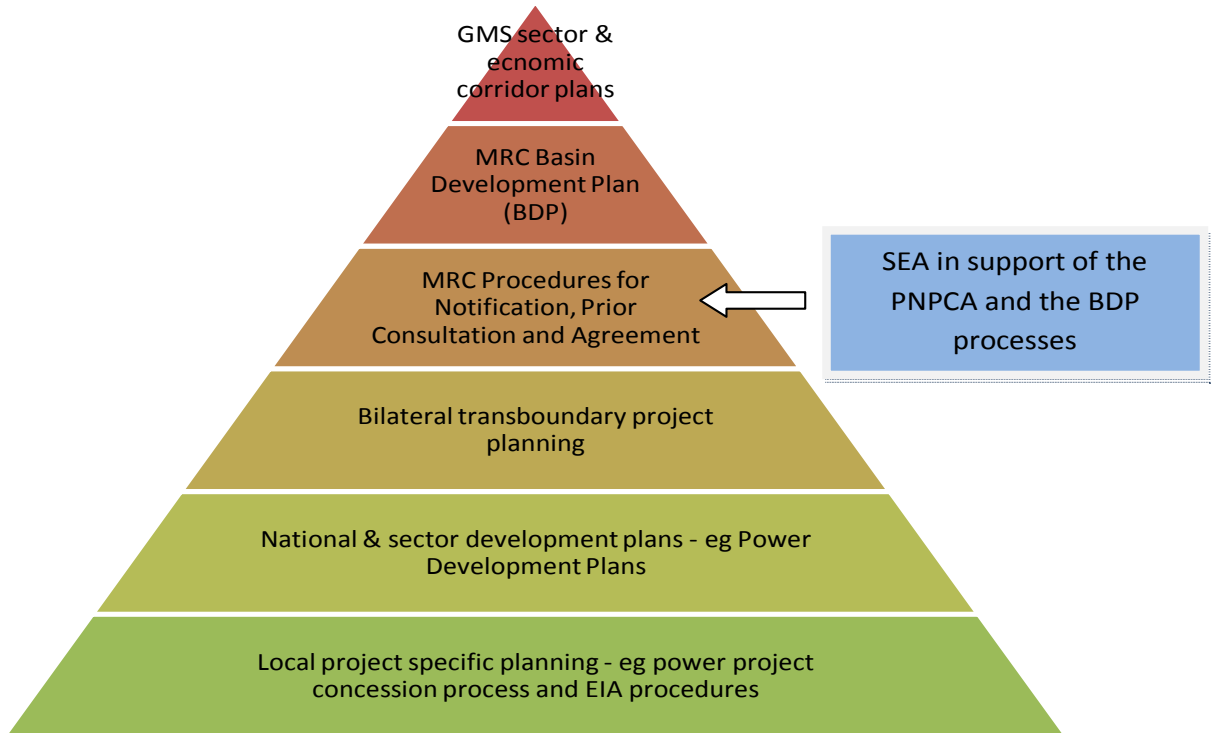 GMS sector &
ecnomic
corridor plans
MRC Basin
Development Plan
(BDP)
MRC Procedures for
Notification, Prior
Consultation and Agreement
SEA in support of the
PNPCA and the BDP
processes
Bilateral transboundary project
planning
National & sector development plans - eg Power
Development Plans
Local project specific planning - eg power project
concession process and EIA procedures